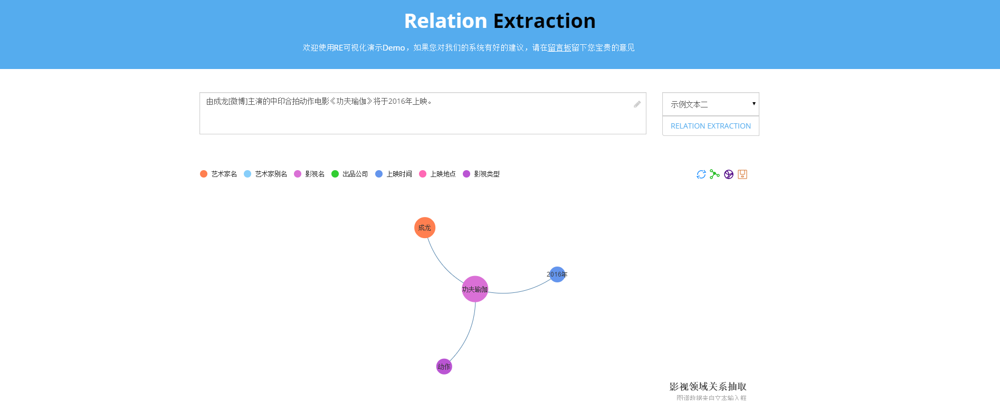 Relation Extraction
欢迎使用RE可视化演示Demo，如果您对我们的系统有好的建议，请在留言板留下您宝贵的意见
由成龙[微博]主演的中印合拍动作电影《功夫瑜伽》将于2016年上映。
示例文本二
RELATION EXTRACTION
艺术家名 艺术家别名 影视名 出品公司 上映时间 上映地点 影视类型
成龙
2016年
功夫瑜伽
动作
影视领域关系抽取
图谱数据来自文本输入框